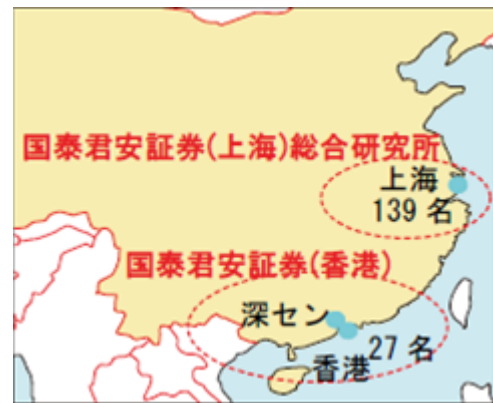 国泰君安証券(上海)総合研究所
上海
139 名
国泰君安証券(香港)
深セン
27 名
香港